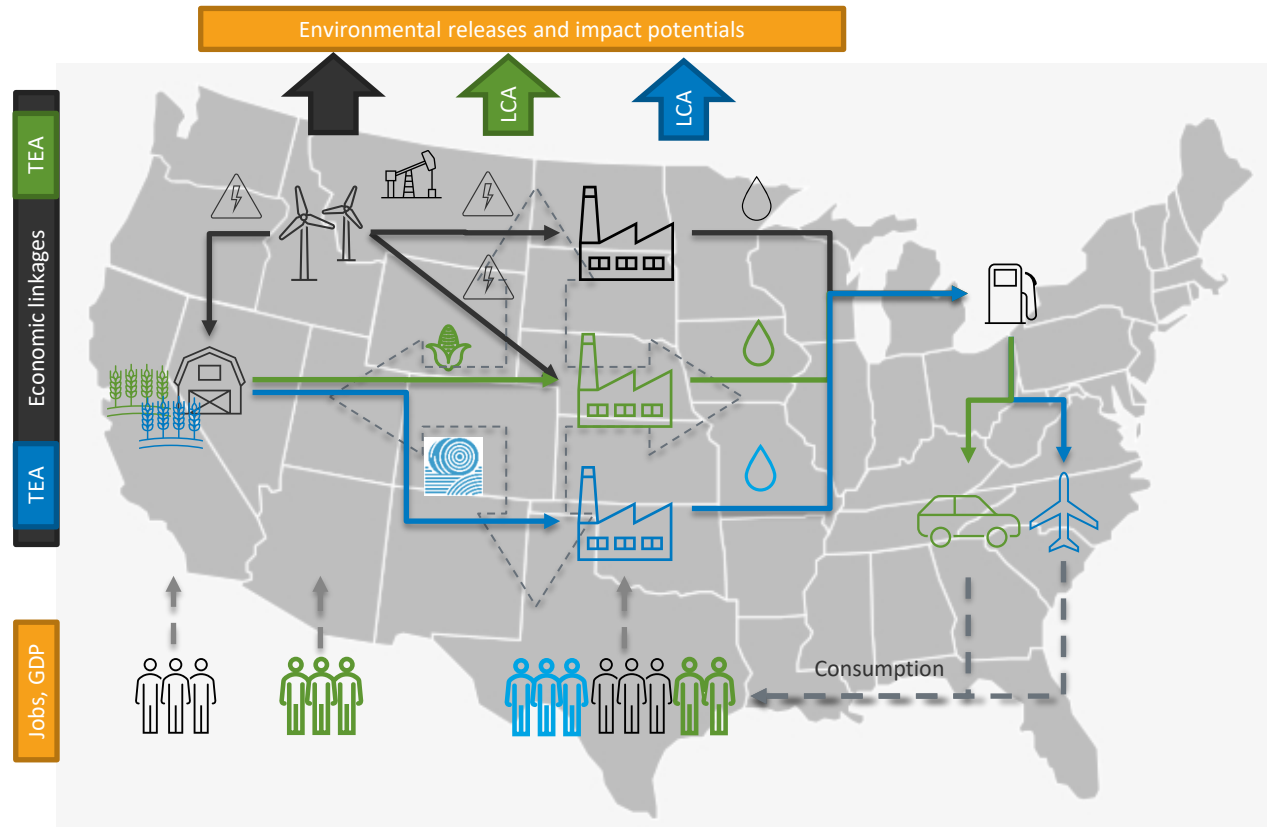 Environmental releases and impact potentials
LCA
LCA
TEA
Economic linkages
TEA
Jobs, GDP
Consumption